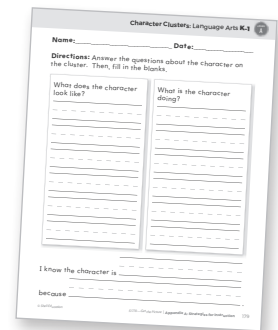 Character Clusters: Language Arts K-1
Name: Date:
Directions: Answer the questions about the character on
the cluster. Then, fill in the blanks.
What does the character
look like?
What is the character
doing?
I know the character is
because